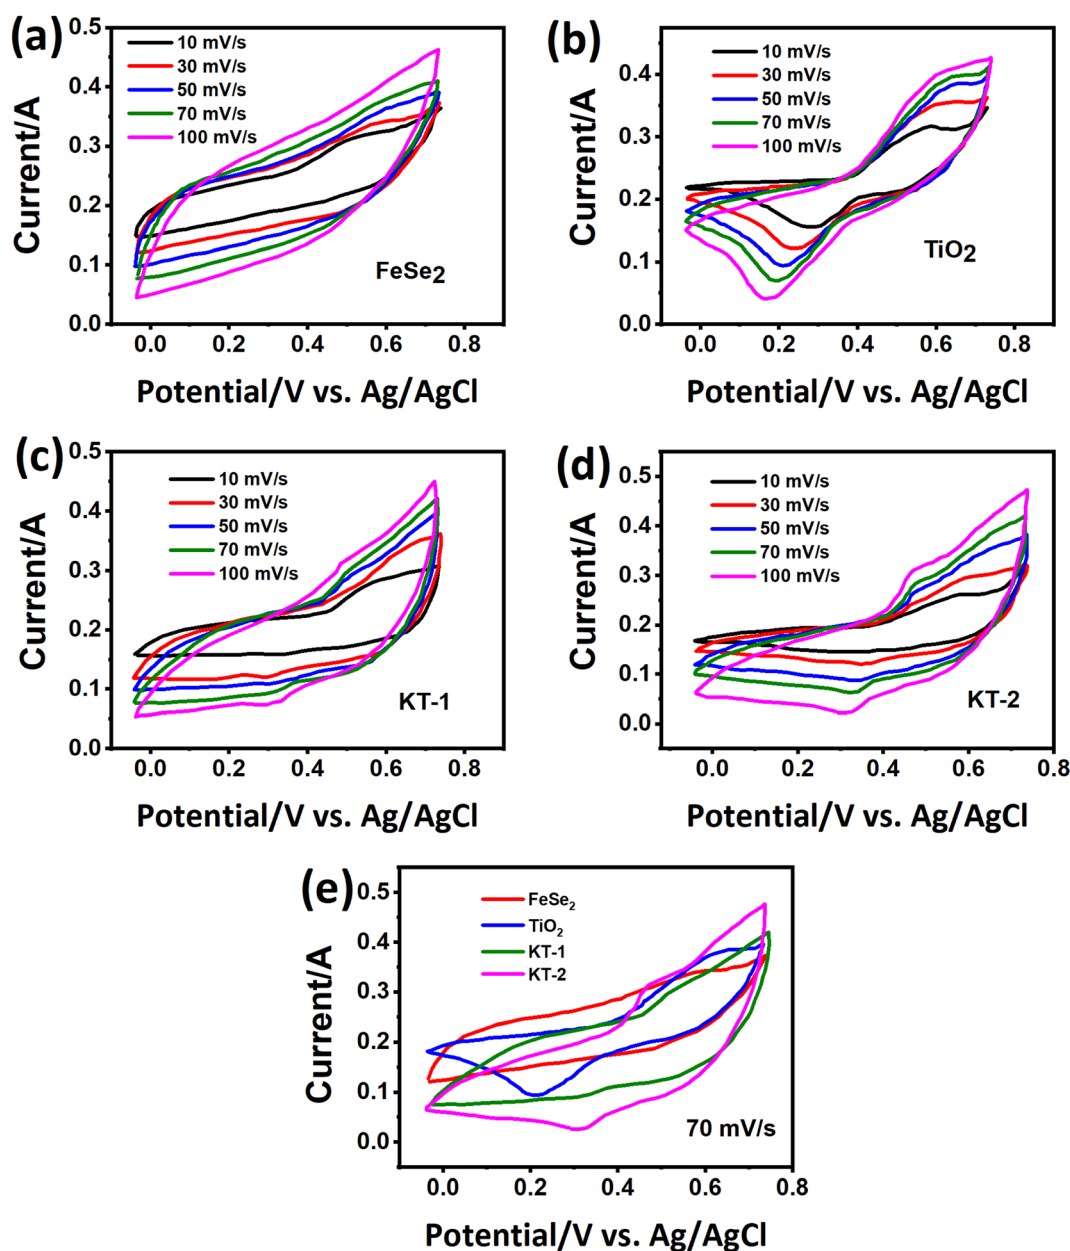 (a)
0.5
0.4
0.3
0.2
0.1
0.0
Current/A
10 mV/s
30 mV/s
50 mV/s
70 mV/s
100 mV/s
FeSe2
0.0 0.2 0.4 0.6 0.8
Potential/V vs. Ag/AgCl
(b)
0.4
0.3
0.2
0.1
0.0
Current/A
10 mV/s
30 mV/s
50 mV/s
70 mV/s
100 mV/s
TiO2
0.0 0.2 0.4 0.6 0.8
Potential/V vs. Ag/AgCl
(c)
0.5
0.4
0.3
0.2
0.1
0.0
Current/A
10 mV/s
30 mV/s
50 mV/s
70 mV/s
100 mV/s
KT-1
0.0 0.2 0.4 0.6 0.8
Potential/V vs. Ag/AgCl
(d)
0.5
0.4
0.3
0.2
0.1
0.0
Current/A
10 mV/s
30 mV/s
50 mV/s
70 mV/s
100 mV/s
KT-2
0.0 0.2 0.4 0.6 0.8
Potential/V vs. Ag/AgCl
(e)
0.5
0.4
0.3
0.2
0.1
0.0
Current/A
FeSe2
TiO2
KT-1
KT-2
70 mV/s
0.0 0.2 0.4 0.6 0.8
Potential/V vs. Ag/AgCl